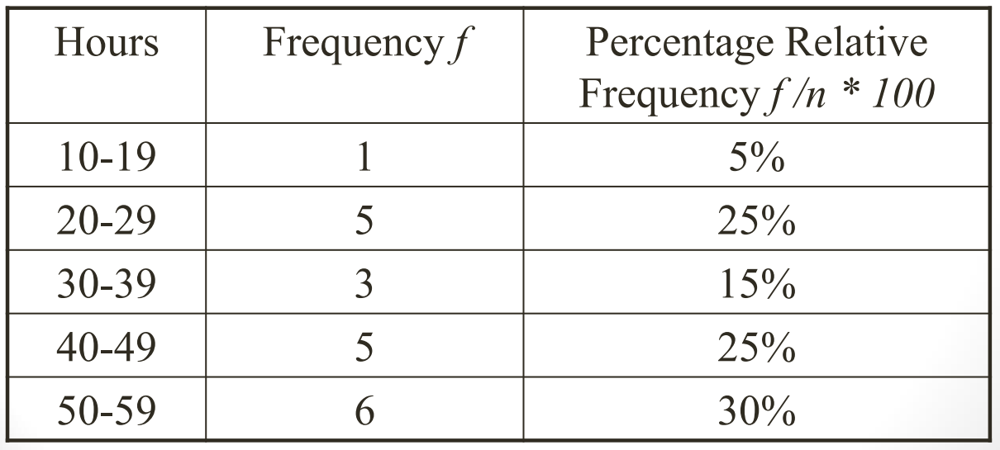 Hours Frequency f Percentage Relative
Frequency f /n * 100
10-19 1 5%
20-29 5 25%
30-39 3 15%
40-49 5 25%
50-59 6 30%